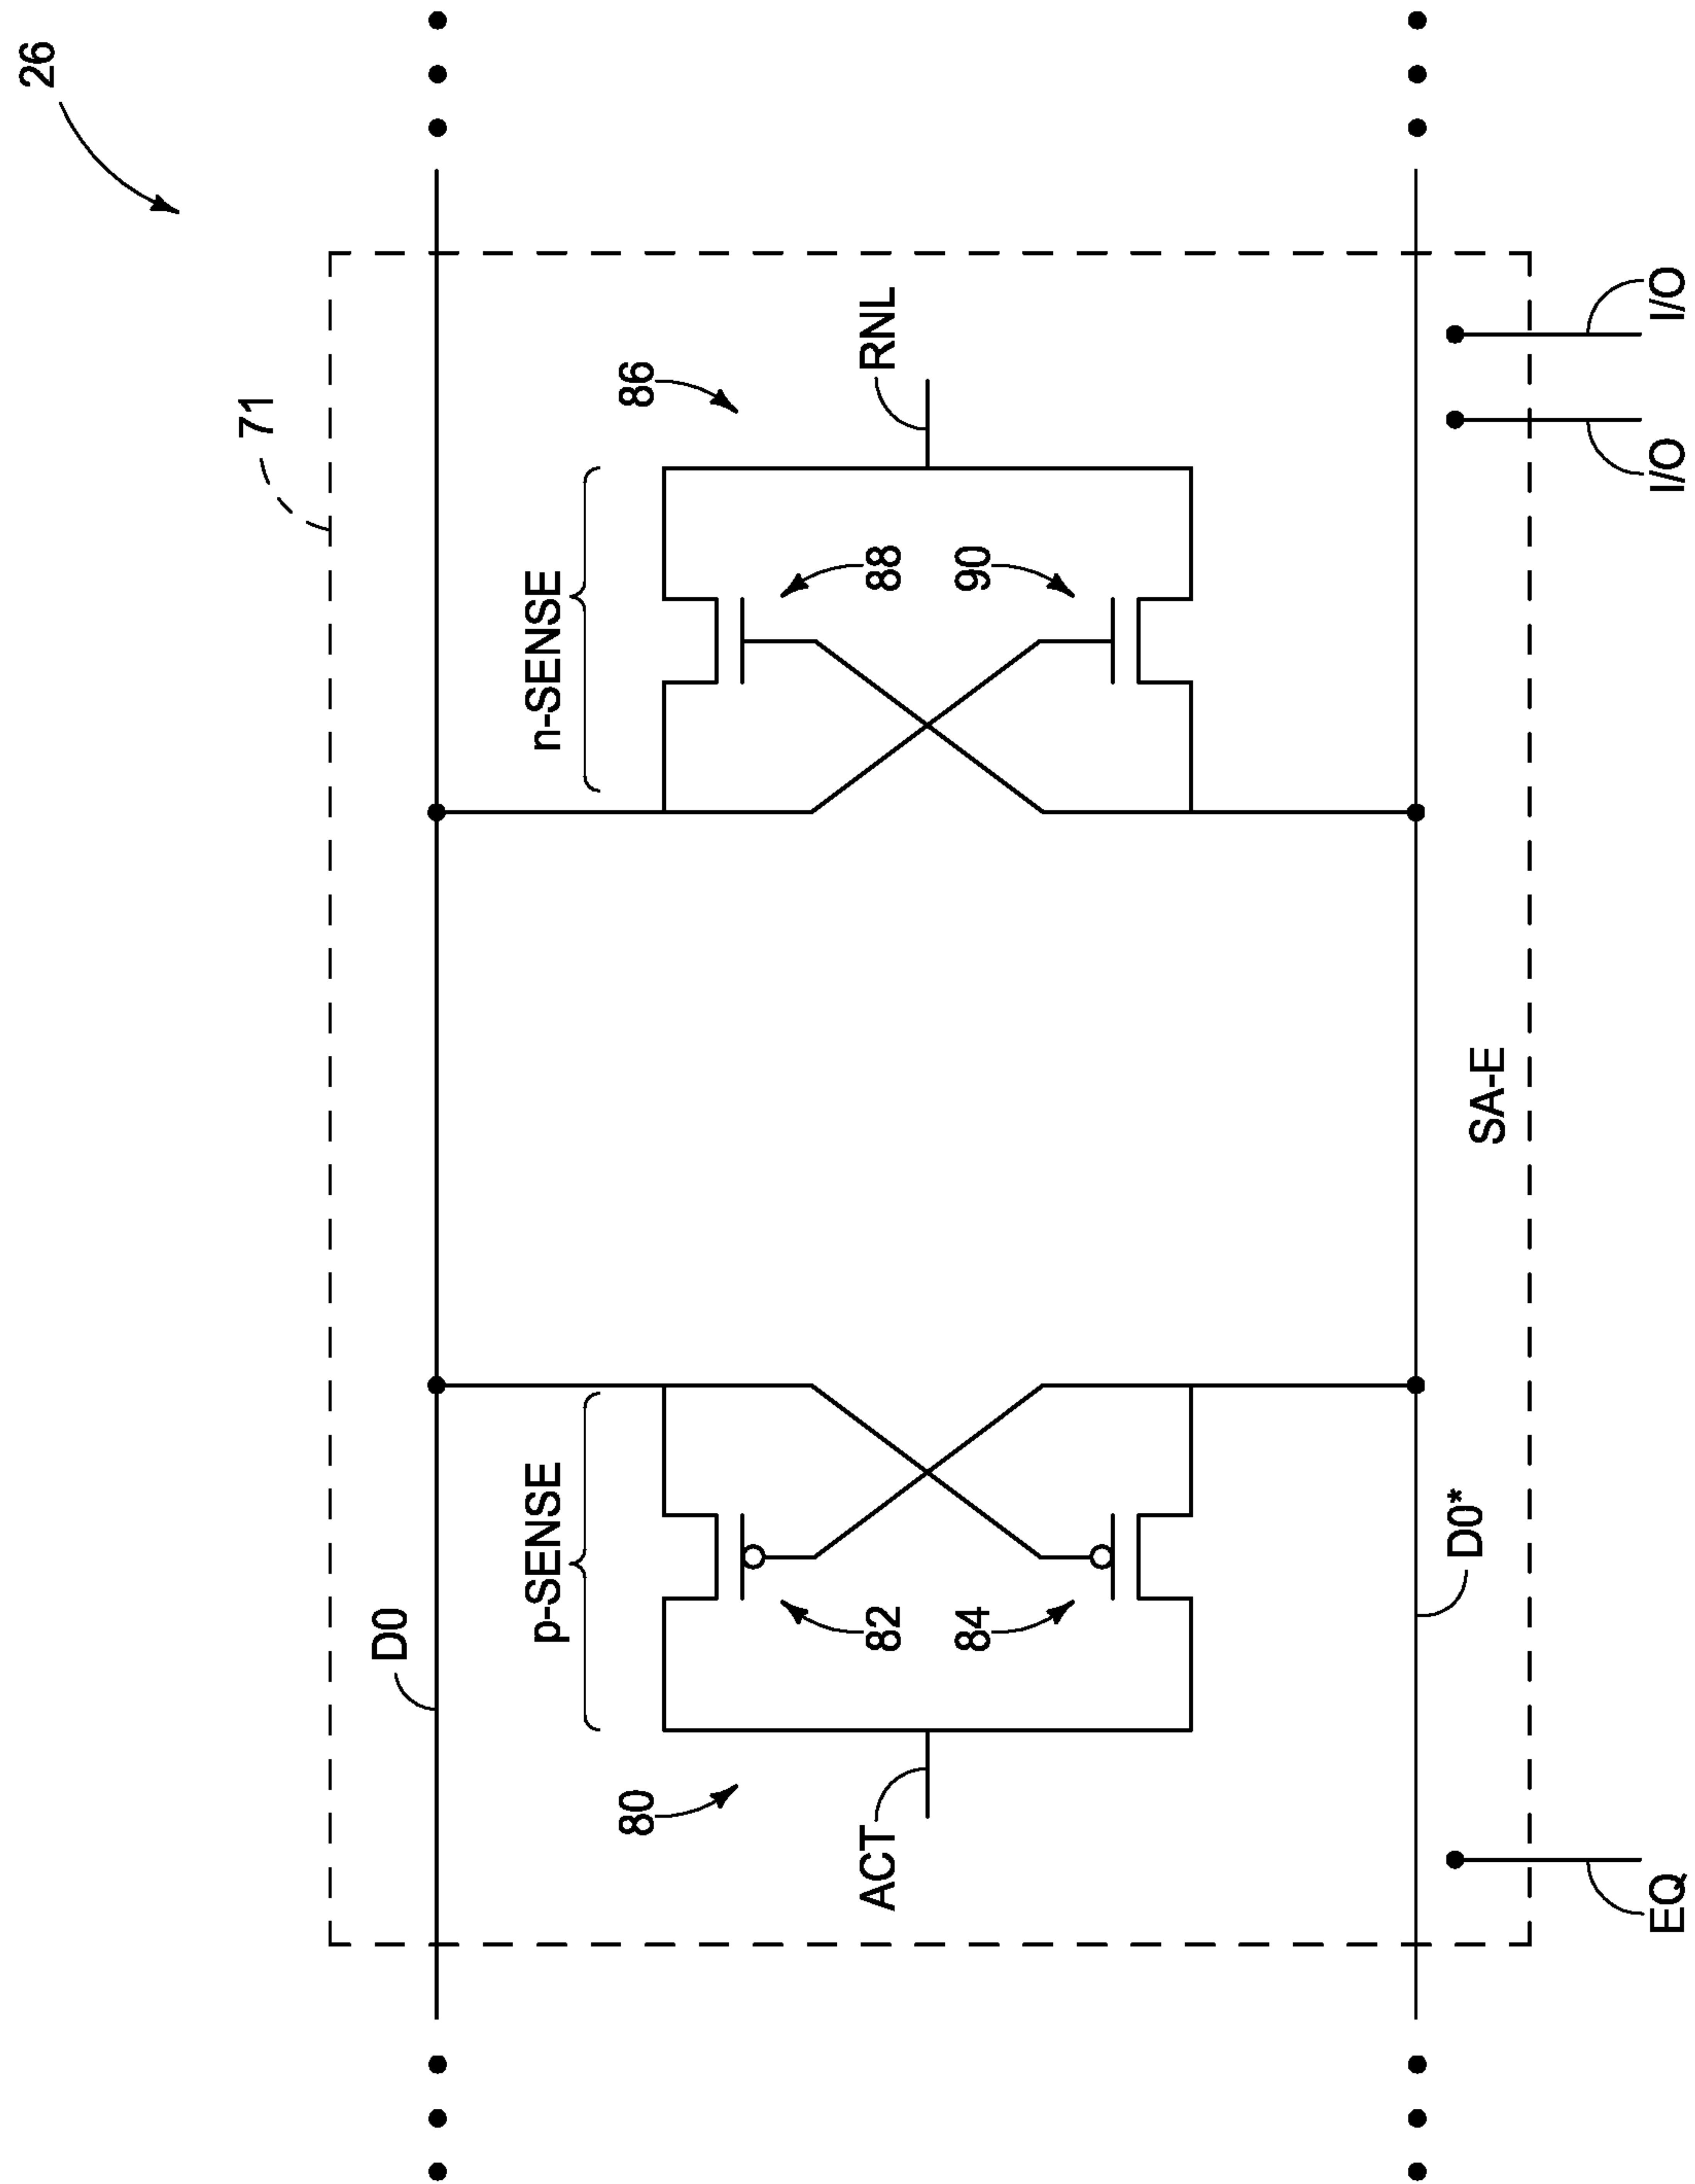 26
71
D0
p-SENSE
n-SENSE
80
86
ACT
82
88
RNL
84
90
D0*
SA-E
EQ
I/O
I/O